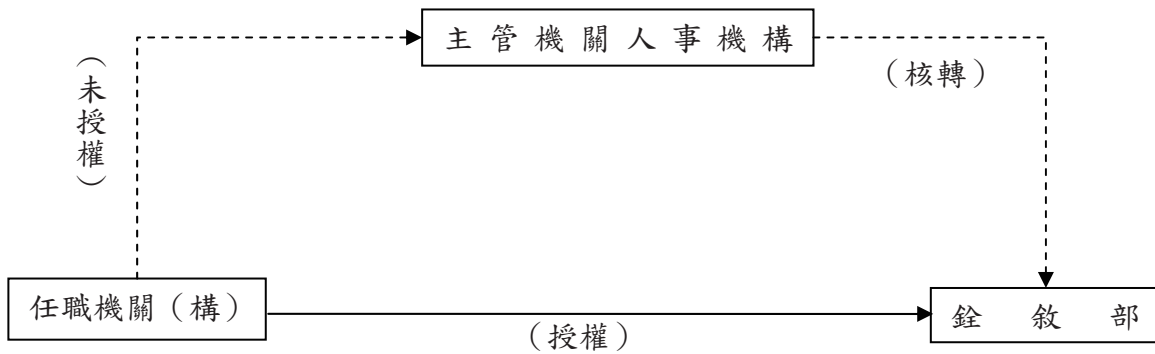 主管機關人事機構
（核轉）
（未授權）
任職機關（構）
（授權）
銓敘部